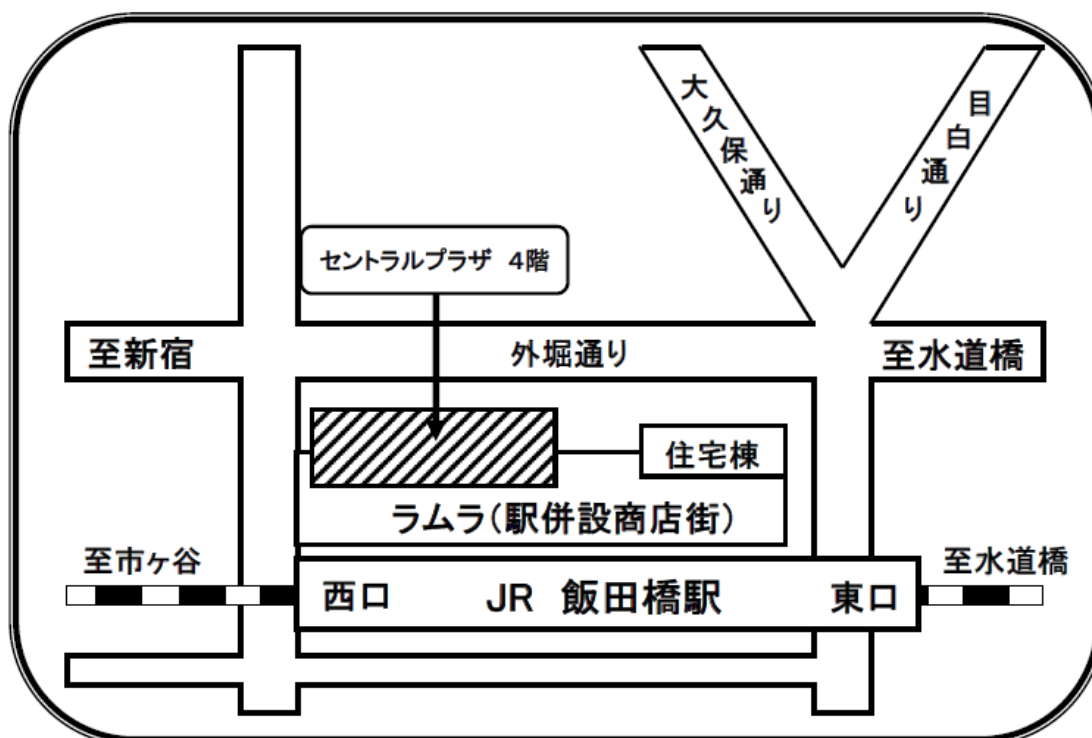 大久保通り
目白通り
セントラルプラザ 4階
至新宿
外堀通り
至水道橋
住宅棟
ラムラ(駅併設商店街)
至市ヶ谷
至水道橋
西口
JR 飯田橋駅
東口